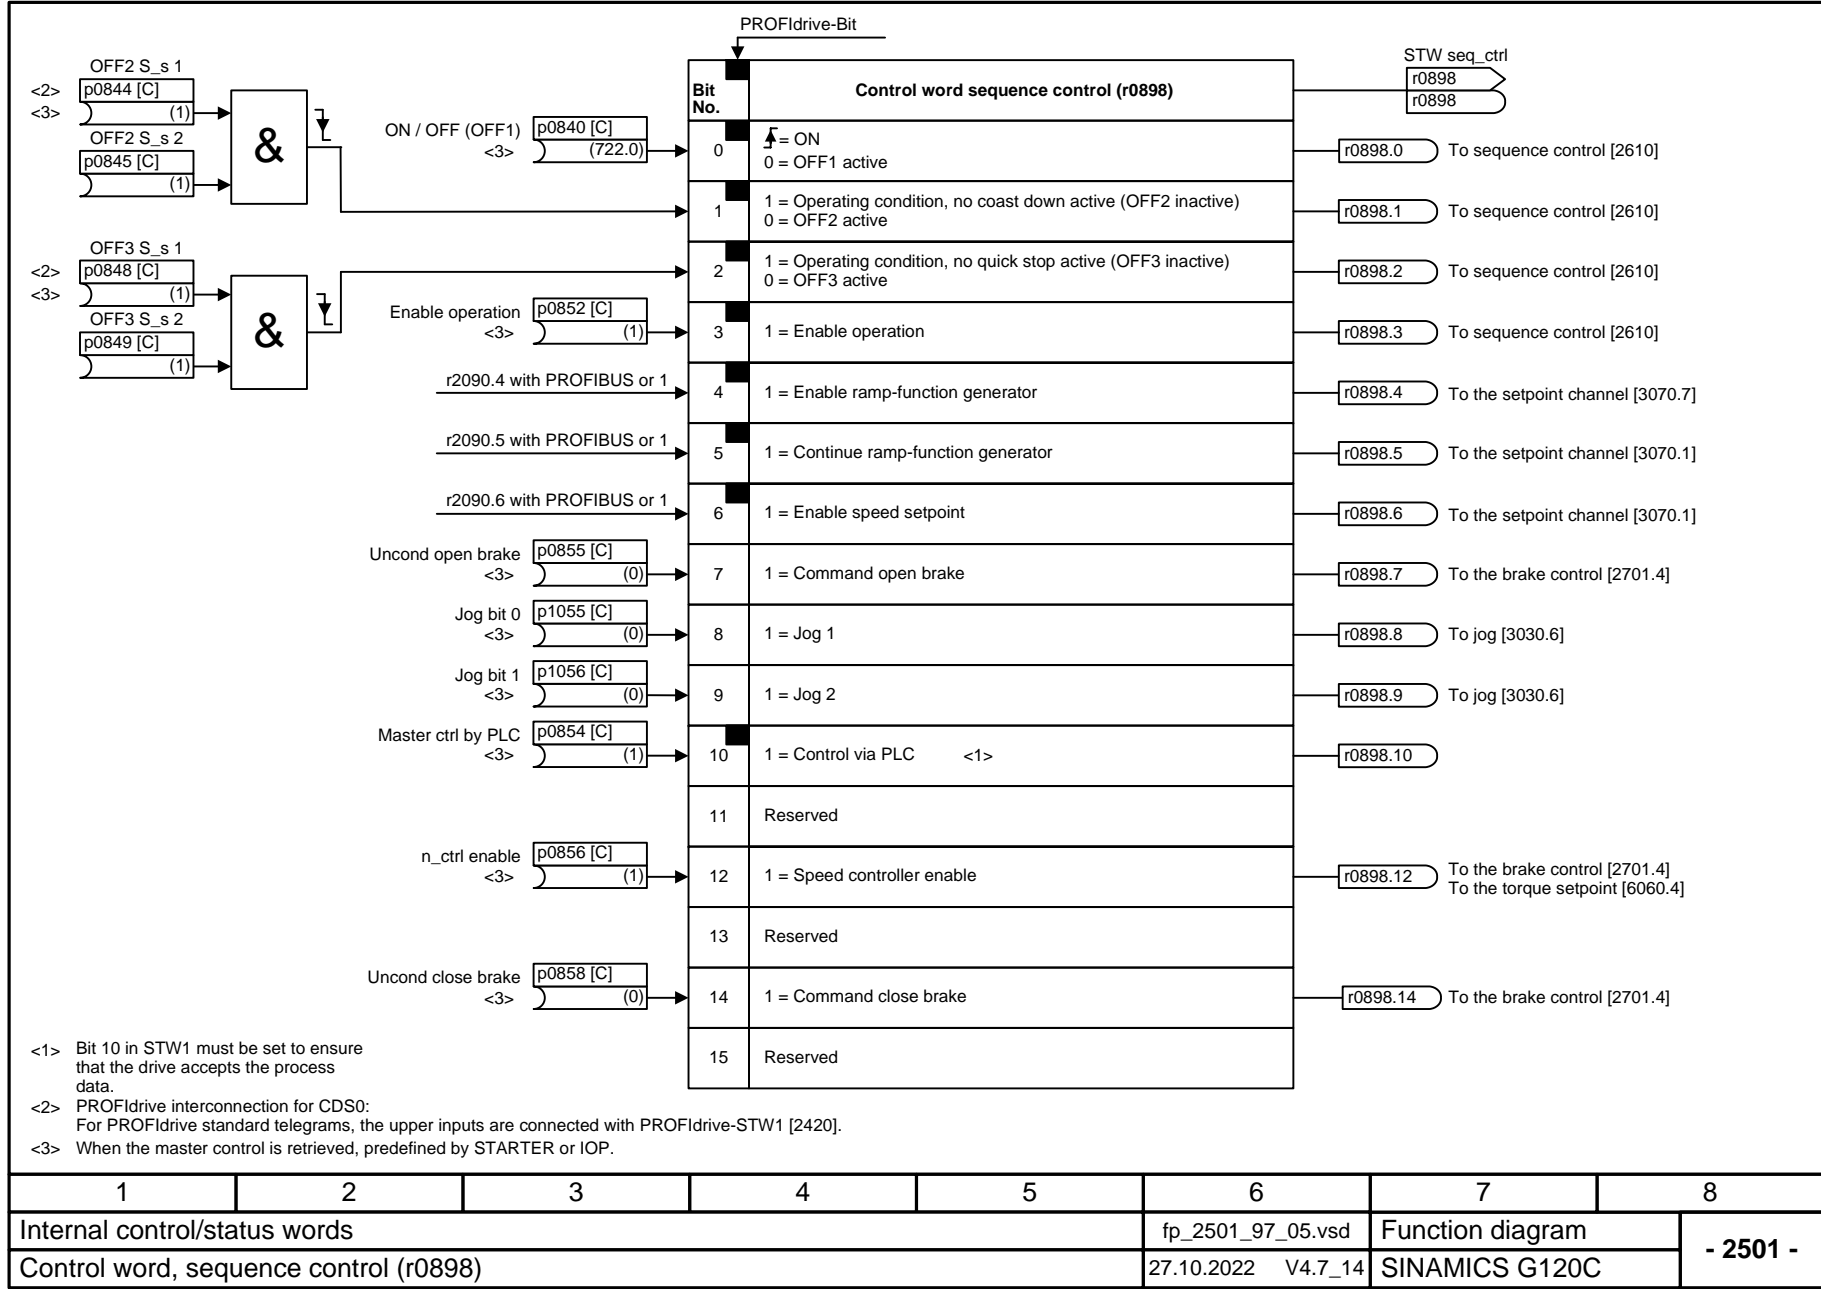 PROFIdrive-Bit
STW seq_ctrl
r0898
r0898
OFF2 S_s 1
<2> p0844 [C]
<3> (1)
OFF2 S_s 2
p0845 [C]
(1)
&
Bit
No.
Control word sequence control (r0898)
ON / OFF (OFF1) p0840 [C]
<3> (722.0)
0
= ON
0 = OFF1 active
r0898.0 To sequence control [2610]
1
1 = Operating condition, no coast down active (OFF2 inactive)
0 = OFF2 active
r0898.1 To sequence control [2610]
OFF3 S_s 1
<2> p0848 [C]
<3> (1)
OFF3 S_s 2
p0849 [C]
(1)
&
2
1 = Operating condition, no quick stop active (OFF3 inactive)
0 = OFF3 active
r0898.2 To sequence control [2610]
Enable operation p0852 [C]
<3> (1)
3 1 = Enable operation
r0898.3 To sequence control [2610]
r2090.4 with PROFIBUS or 1
4 1 = Enable ramp-function generator
r0898.4 To the setpoint channel [3070.7]
r2090.5 with PROFIBUS or 1
5 1 = Continue ramp-function generator
r0898.5 To the setpoint channel [3070.1]
r2090.6 with PROFIBUS or 1
6 1 = Enable speed setpoint
r0898.6 To the setpoint channel [3070.1]
Uncond open brake p0855 [C]
<3> (0)
7 1 = Command open brake
r0898.7 To the brake control [2701.4]
Jog bit 0 p1055 [C]
<3> (0)
8 1 = Jog 1
r0898.8 To jog [3030.6]
Jog bit 1 p1056 [C]
<3> (0)
9 1 = Jog 2
r0898.9 To jog [3030.6]
Master ctrl by PLC p0854 [C]
<3> (1)
10 1 = Control via PLC <1>
r0898.10
11 Reserved
n_ctrl enable p0856 [C]
<3> (1)
12 1 = Speed controller enable
r0898.12 To the brake control [2701.4]
To the torque setpoint [6060.4]
13 Reserved
Uncond close brake p0858 [C]
<3> (0)
14 1 = Command close brake
r0898.14 To the brake control [2701.4]
15 Reserved
<1> Bit 10 in STW1 must be set to ensure
that the drive accepts the process
data.
<2> PROFIdrive interconnection for CDS0:
For PROFIdrive standard telegrams, the upper inputs are connected with PROFIdrive-STW1 [2420].
<3> When the master control is retrieved, predefined by STARTER or IOP.
1 2 3 4 5 6 7 8
Internal control/status words fp_2501_97_05.vsd Function diagram
- 2501 -
Control word, sequence control (r0898) 27.10.2022 V4.7_14 SINAMICS G120C